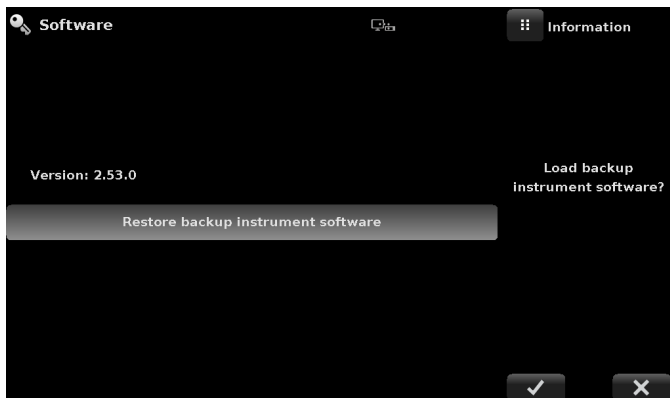 Software
Information
Version: 2.53.0
Load backup
instrument software?
Restore backup instrument software